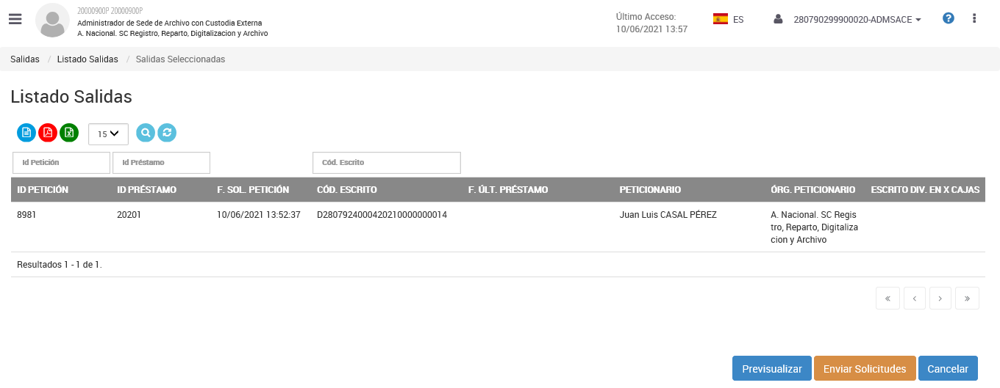 20000900P 20000900P
Administrador de Sede de Archivo con Custodia Externa
A. Nacional. SC Registro, Reparto, Digitalizacion y Archivo
Último Acceso:
10/06/2021 13:57
ES
280790299900020-ADMSACE
Salidas / Listado Salidas / Salidas Seleccionadas
Listado Salidas
15
Id Petición Id Préstamo Cód. Escrito
ID PETICIÓN ID PRÉSTAMO F. SOL. PETICIÓN CÓD. ESCRITO F. ÚLT. PRÉSTAMO PETICIONARIO ÓRG. PETICIONARIO ESCRITO DIV. EN X CAJAS
8981 20201 10/06/2021 13:52:37 D2807924000420210000000014 Juan Luis CASAL PÉREZ A. Nacional. SC Regis
tro, Reparto, Digitaliza
cion y Archivo
Resultados 1 - 1 de 1.
« ‹ › »
Previsualizar Enviar Solicitudes Cancelar